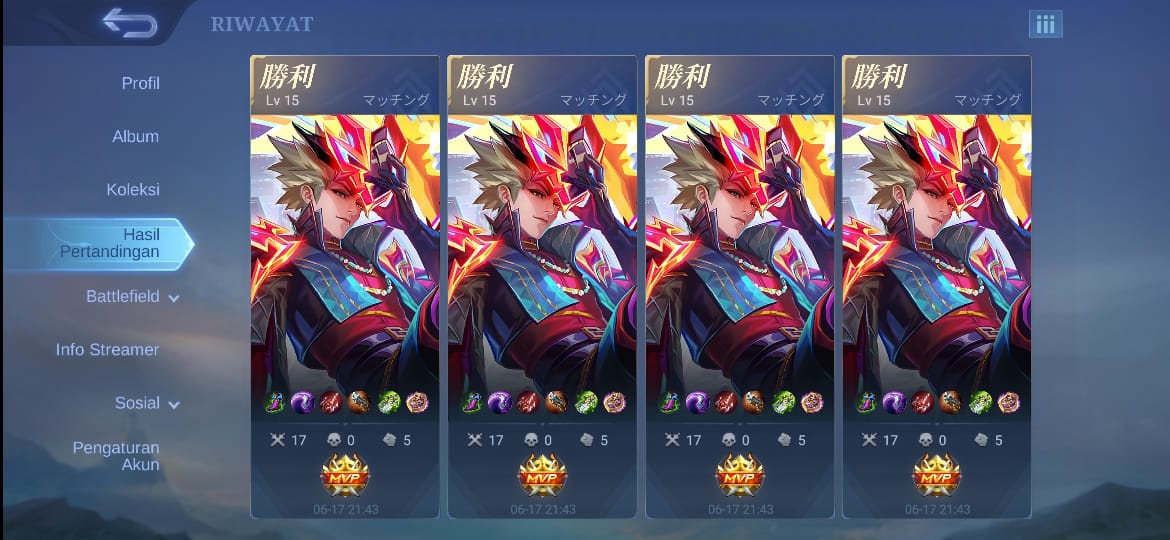 RIWAYAT
Profil
Album
Koleksi
Hasil
Pertandingan
Battlefield
Info Streamer
Sosial
Pengaturan
Akun
勝利
Lv 15 マッチング
17 0 5
MVP
06-17 21:43
勝利
Lv 15 マッチング
17 0 5
MVP
06-17 21:43
勝利
Lv 15 マッチング
17 0 5
MVP
06-17 21:43
勝利
Lv 15 マッチング
17 0 5
MVP
06-17 21:43